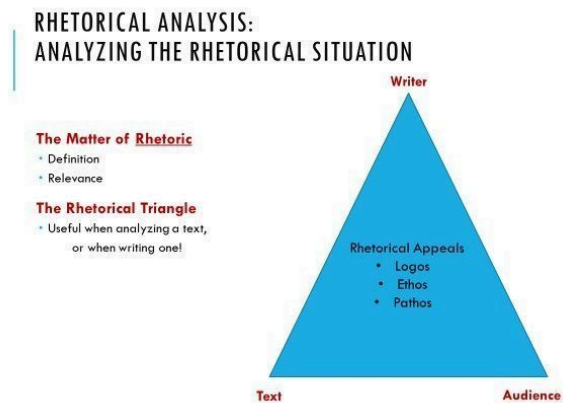 RHETORICAL ANALYSIS:
ANALYZING THE RHETORICAL SITUATION
The Matter of Rhetoric
• Definition
• Relevance
The Rhetorical Triangle
• Useful when analyzing a text,
or when writing one!
Writer
Rhetorical Appeals
• Logos
• Ethos
• Pathos
Text
Audience